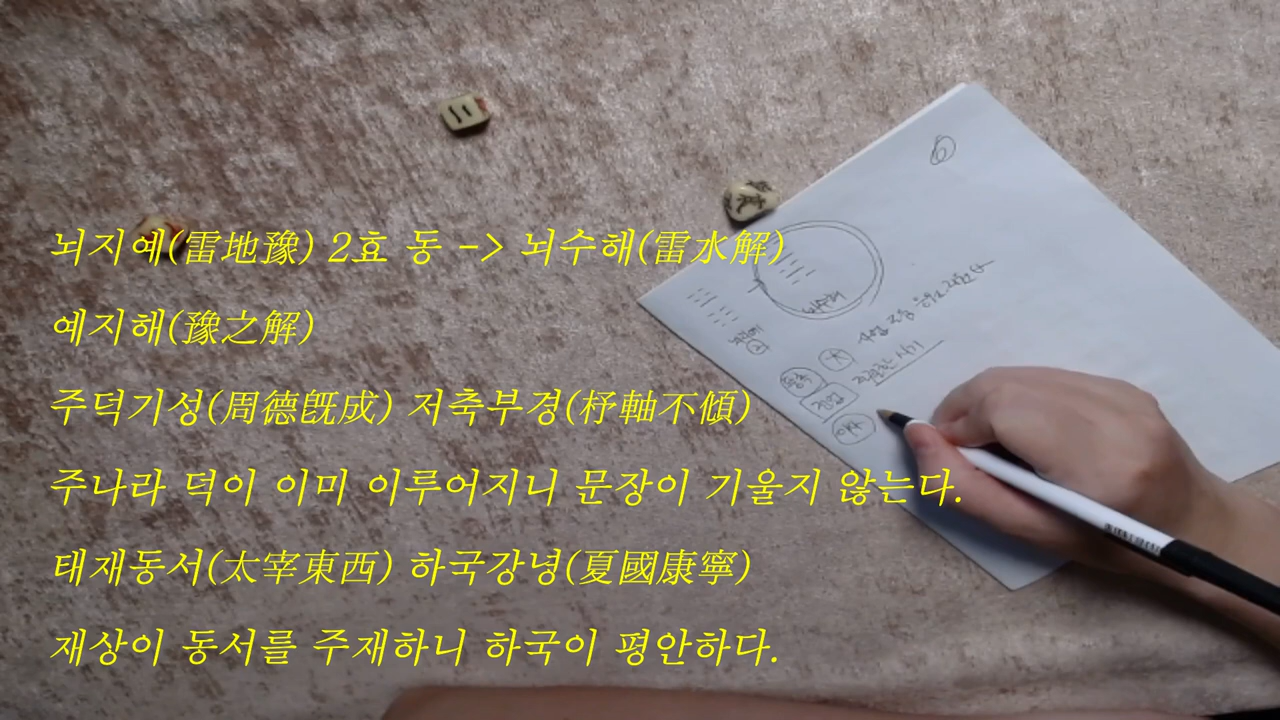 뇌지예(雷地豫) 2효 동 -> 뇌수해(雷水解)
예지해(豫之解)
주덕기성(周德旣成) 저축부경(杼軸不傾)
주나라 덕이 이미 이루어지니 문장이 기울지 않는다.
태재동서(太宰東西) 하국강녕(夏國康寧)
재상이 동서를 주재하니 하국이 평안하다.